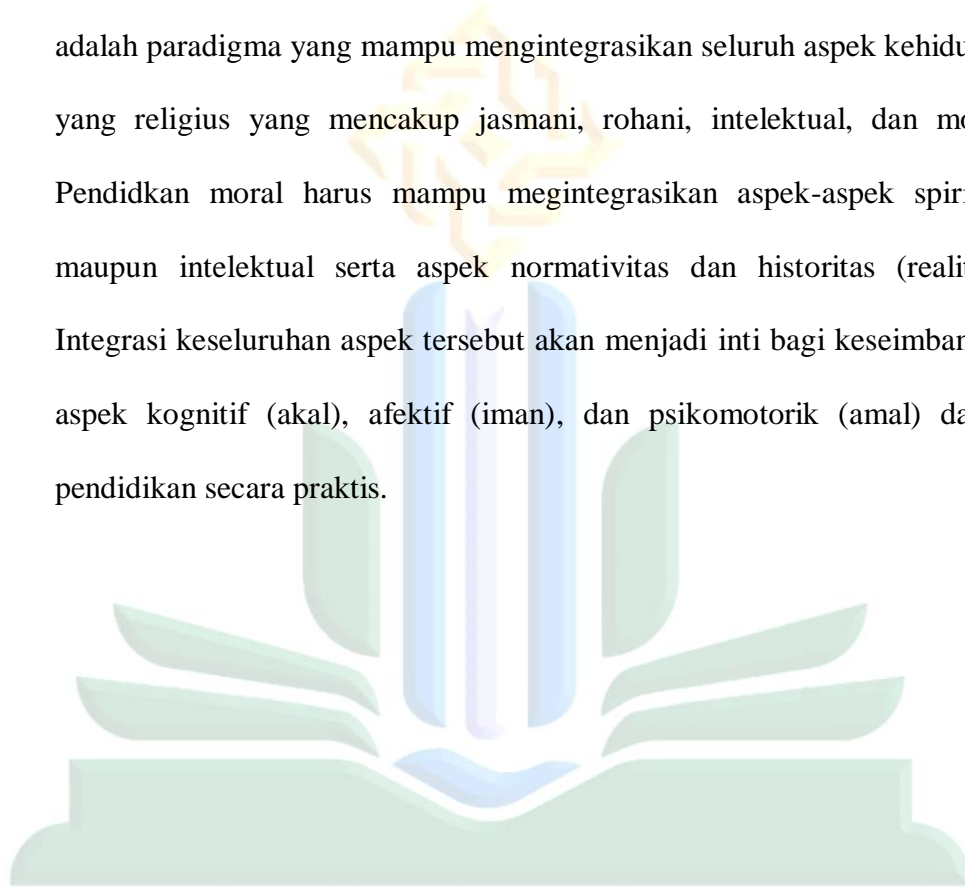 adalah paradigma yang mampu mengintegrasikan seluruh aspek kehidu
yang religius yang mencakup jasmani, rohani, intelektual, dan mo
Pendidkan moral harus mampu megintegrasikan aspek-aspek spiri
maupun intelektual serta aspek normativitas dan historitas (reali
Integrasi keseluruhan aspek tersebut akan menjadi inti bagi keseimban
aspek kognitif (akal), afektif (iman), dan psikomotorik (amal) da
pendidikan secara praktis.